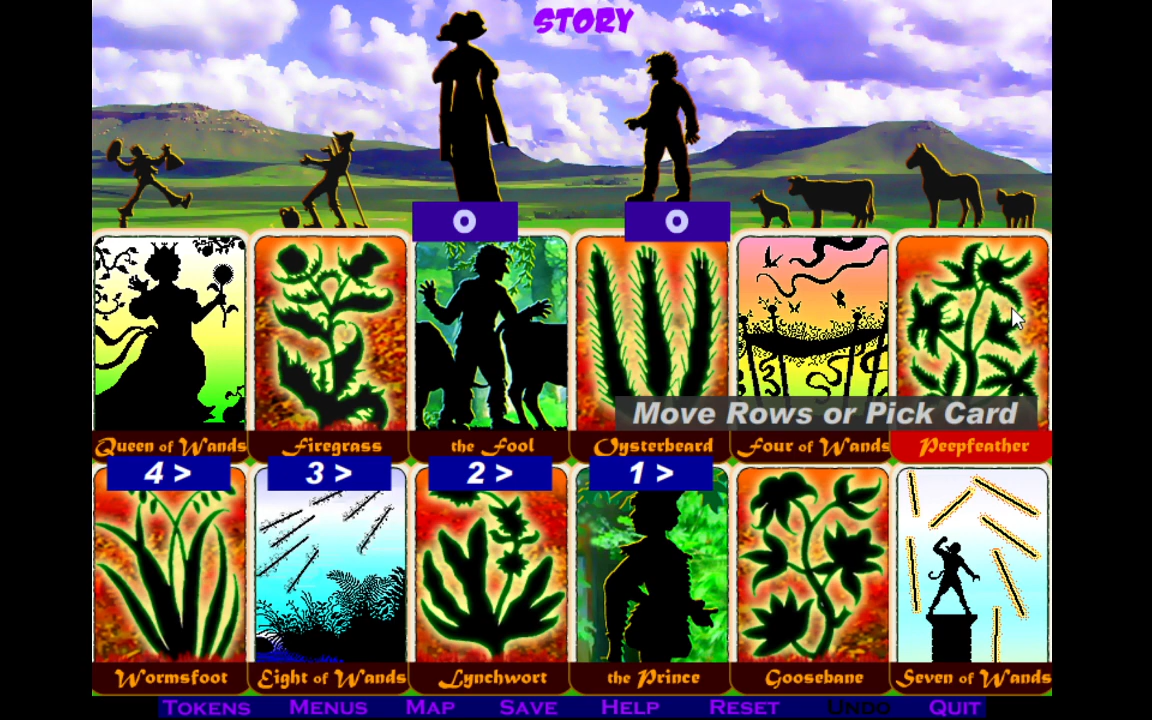 STORY
0 0
Queen of Wands Firegrass the Fool Oysterbeard Four of Wands Peepfeather
Move Rows or Pick Card
4 > 3 > 2 > 1 >
Wormsfoot Eight of Wands Lynchwort the Prince Goosebane Seven of Wands
TOKENS MENUS MAP SAVE HELP RESET UNDO QUIT